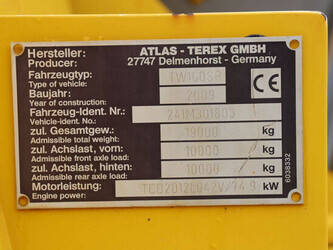 Hersteller: ATLAS - TEREX GMBH
Producer: 27747 Delmenhorst - Germany
Fahrzeugtyp: TW160SR
Type of vehicle:
CE
Baujahr: 2009
Year of construction:
Fahrzeug-Ident. Nr.:
Vehicle-ident. No.:
zul. Gesamtgew.: 19000 kg
Admissible total weight:
zul. Achslast, vorn: 10000 kg
Admissible front axle load:
zul. Achslast, hinten: 10000 kg
Admissible rear axle load:
Motorleistung: kW
Engine power:
6038332